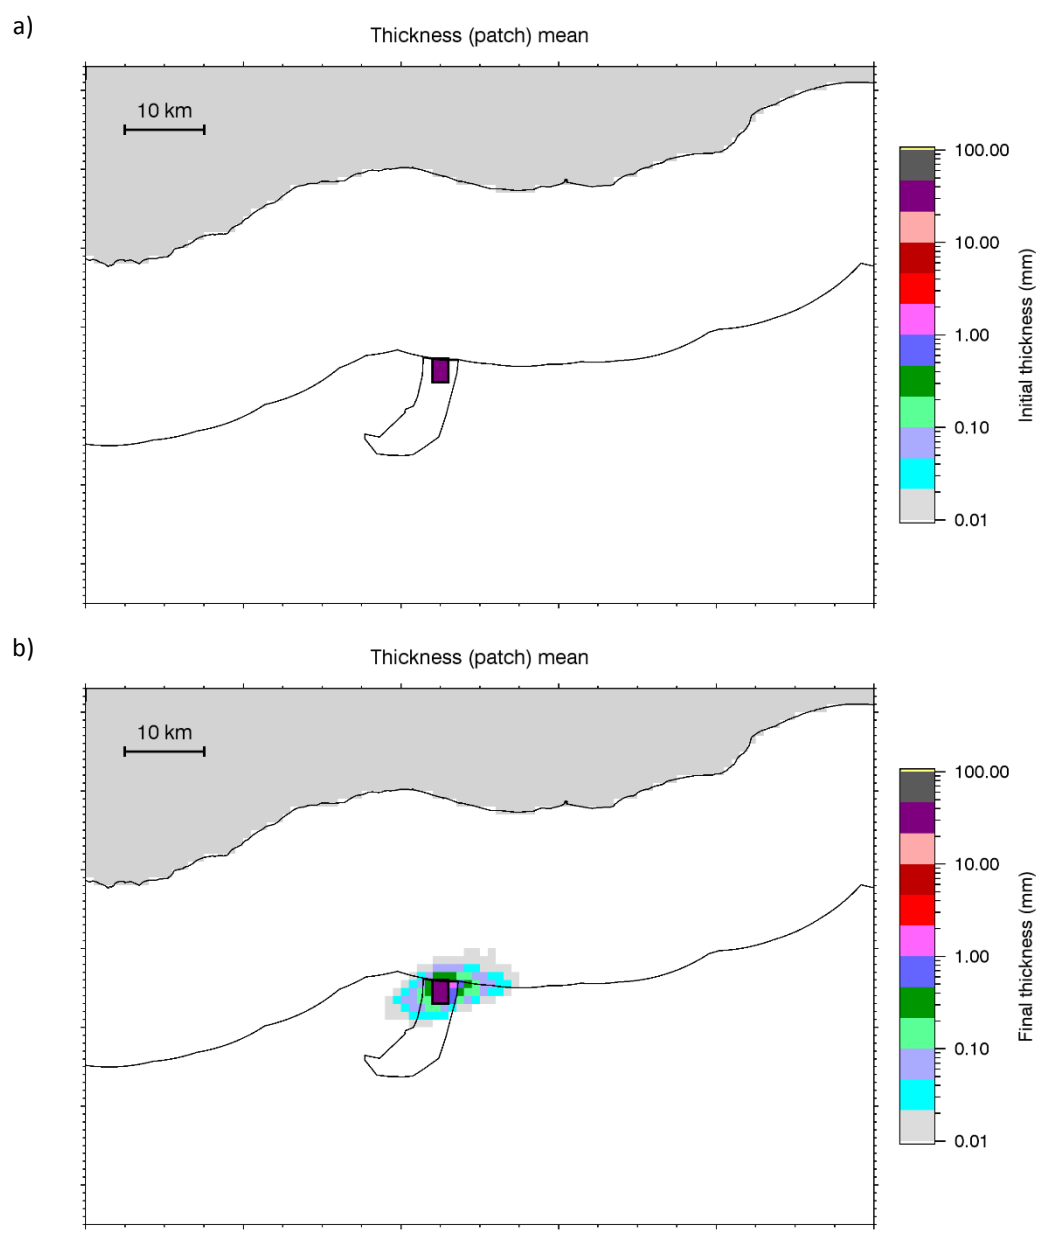 a)
Thickness (patch) mean
10 km
100.00
10.00
1.00
0.10
0.01
Initial thickness (mm)
b)
Thickness (patch) mean
10 km
100.00
10.00
1.00
0.10
0.01
Final thickness (mm)